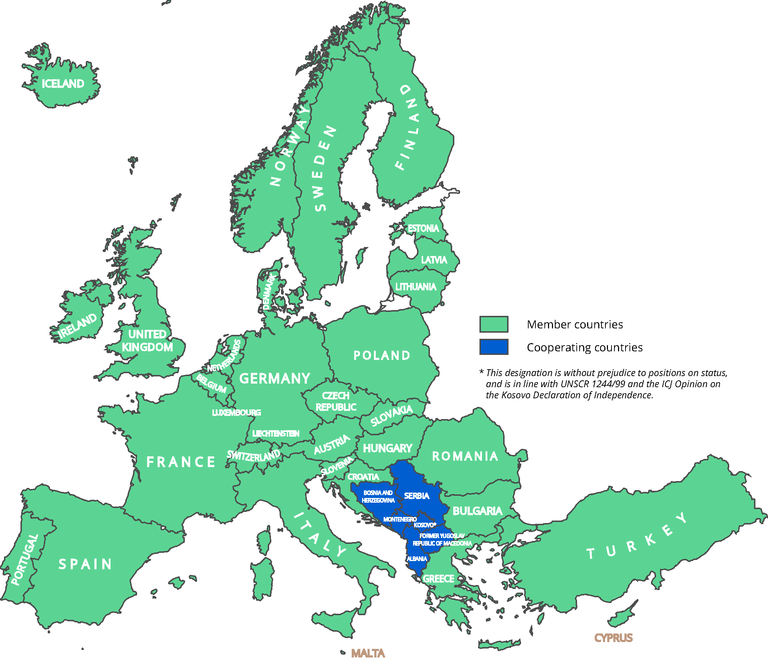 ICELAND
NORWAY
SWEDEN
FINLAND
ESTONIA
LATVIA
LITHUANIA
DENMARK
IRELAND
UNITED
KINGDOM
NETHERLANDS
BELGIUM
GERMANY
POLAND
LUXEMBOURG
CZECH
REPUBLIC
SLOVAKIA
LIECHTENSTEIN
FRANCE
SWITZERLAND
AUSTRIA
HUNGARY
ROMANIA
SLOVENIA
CROATIA
BOSNIA AND
HERZEGOVINA
SERBIA
BULGARIA
MONTENEGRO
KOSOVO*
FORMER YUGOSLAV
REPUBLIC OF MACEDONIA
ALBANIA
PORTUGAL
SPAIN
ITALY
GREECE
TURKEY
MALTA
CYPRUS
Member countries
Cooperating countries
* This designation is without prejudice to positions on status,
and is in line with UNSCR 1244/99 and the ICJ Opinion on
the Kosovo Declaration of Independence.